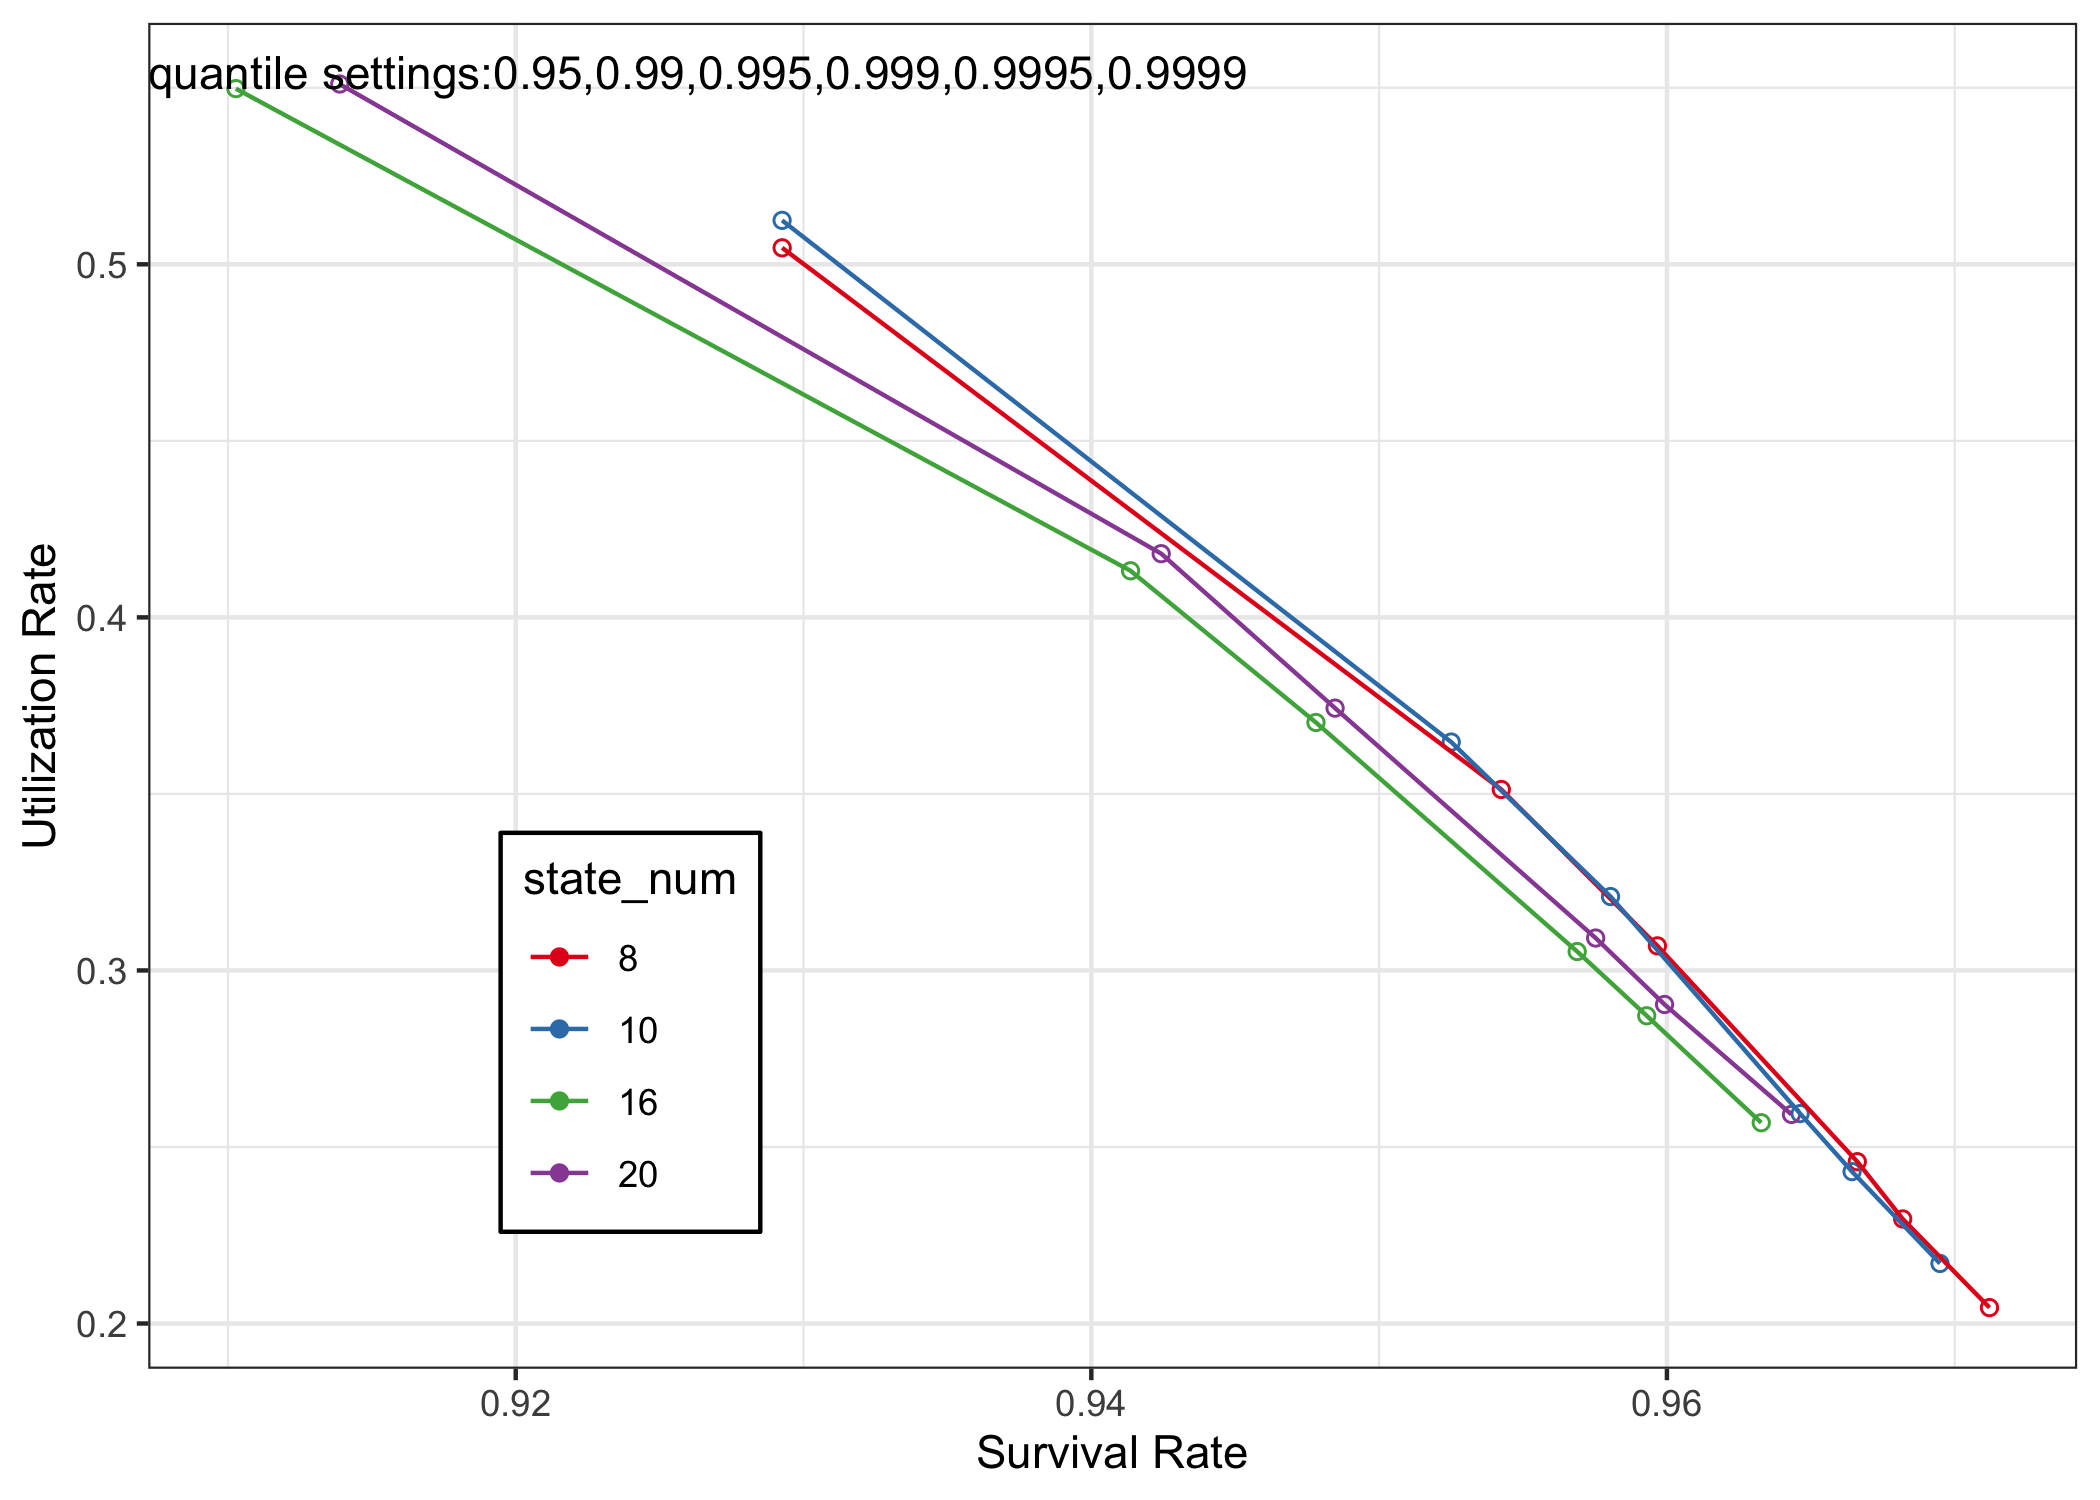 quantile settings:0.95,0.99,0.995,0.999,0.9995,0.9999
0.5
0.4
0.3
0.2
Utilization Rate
state_num
8
10
16
20
0.92 0.94 0.96
Survival Rate